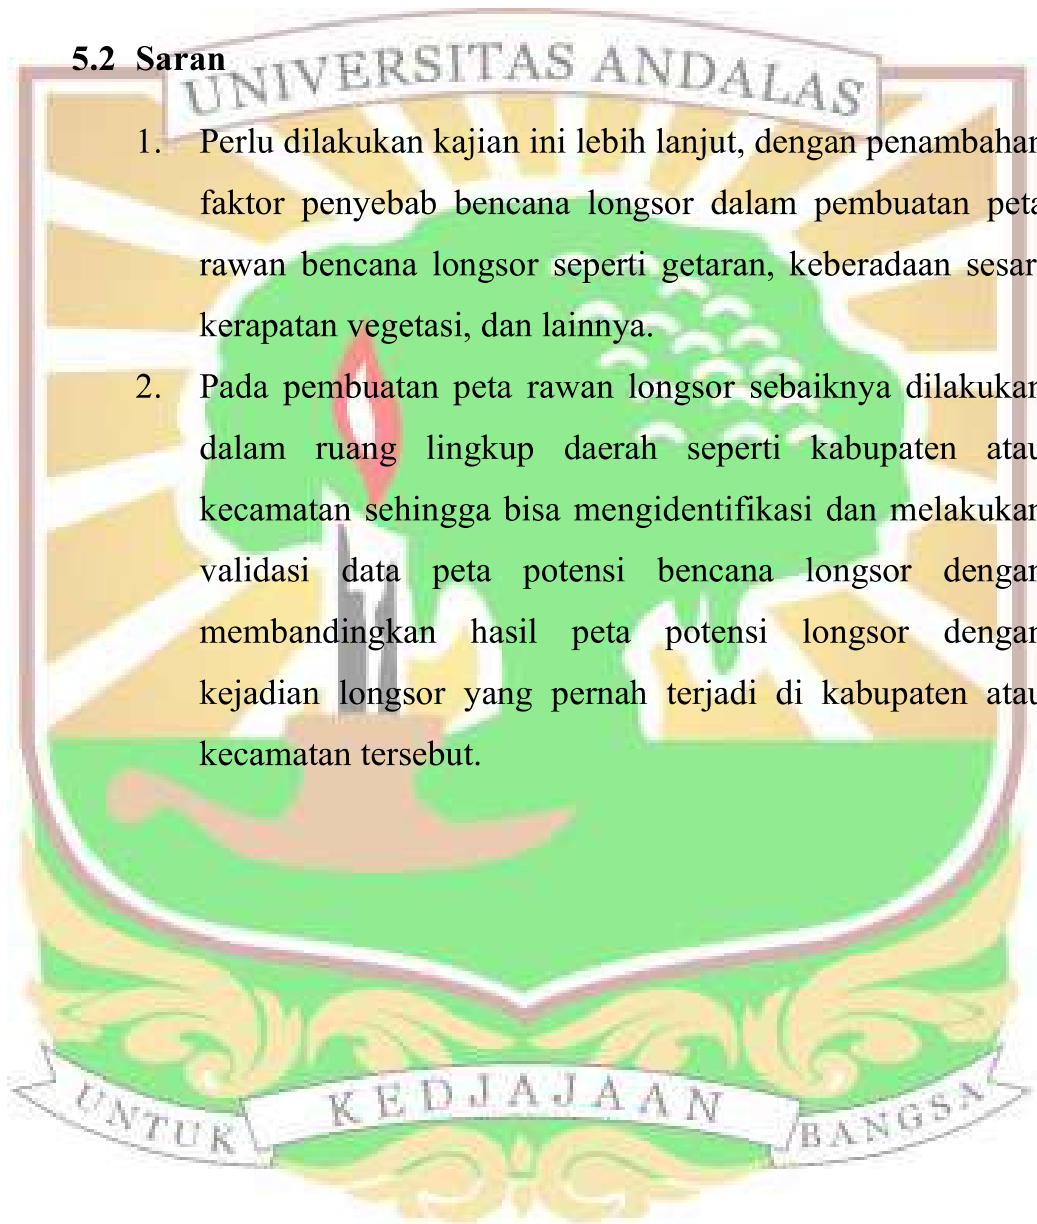 5.2 Saran
UNIVERSITAS ANDALAS
1. Perlu dilakukan kajian ini lebih lanjut, dengan penambahan
faktor penyebab bencana longsor dalam pembuatan peta
rawan bencana longsor seperti getaran, keberadaan sesar,
kerapatan vegetasi, dan lainnya.
2. Pada pembuatan peta rawan longsor sebaiknya dilakukan
dalam ruang lingkup daerah seperti kabupaten atau
kecamatan sehingga bisa mengidentifikasi dan melakukan
validasi data peta potensi bencana longsor dengan
membandingkan hasil peta potensi longsor dengan
kejadian longsor yang pernah terjadi di kabupaten atau
kecamatan tersebut.
UNTUK KEDJAJAAN BANGSA